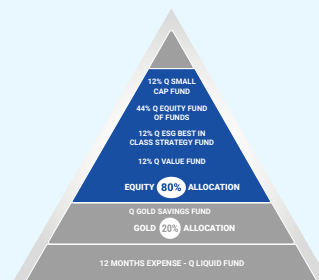 12% Q SMALL
CAP FUND
44% Q EQUITY FUND
OF FUNDS
12% Q ESG BEST IN
CLASS STRATEGY FUND
12% Q VALUE FUND
EQUITY 80% ALLOCATION
Q GOLD SAVINGS FUND
GOLD 20% ALLOCATION
12 MONTHS EXPENSE - Q LIQUID FUND